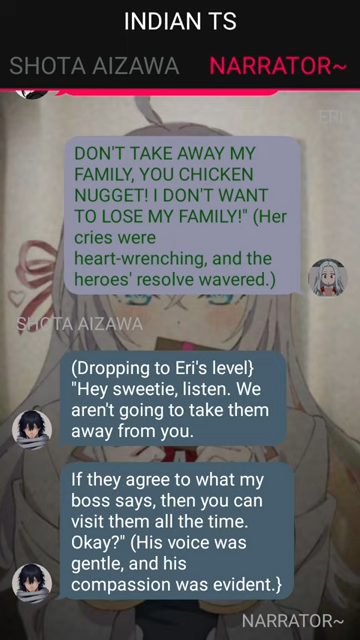 INDIAN TS
SHOTA AIZAWA NARRATOR~
ERI
DON'T TAKE AWAY MY
FAMILY, YOU CHICKEN
NUGGET! I DON'T WANT
TO LOSE MY FAMILY!" (Her
cries were
heart-wrenching, and the
heroes' resolve wavered.)
SHOTA AIZAWA
(Dropping to Eri's level}
"Hey sweetie, listen. We
aren't going to take them
away from you.
If they agree to what my
boss says, then you can
visit them all the time.
Okay?" (His voice was
gentle, and his
compassion was evident.}
NARRATOR~